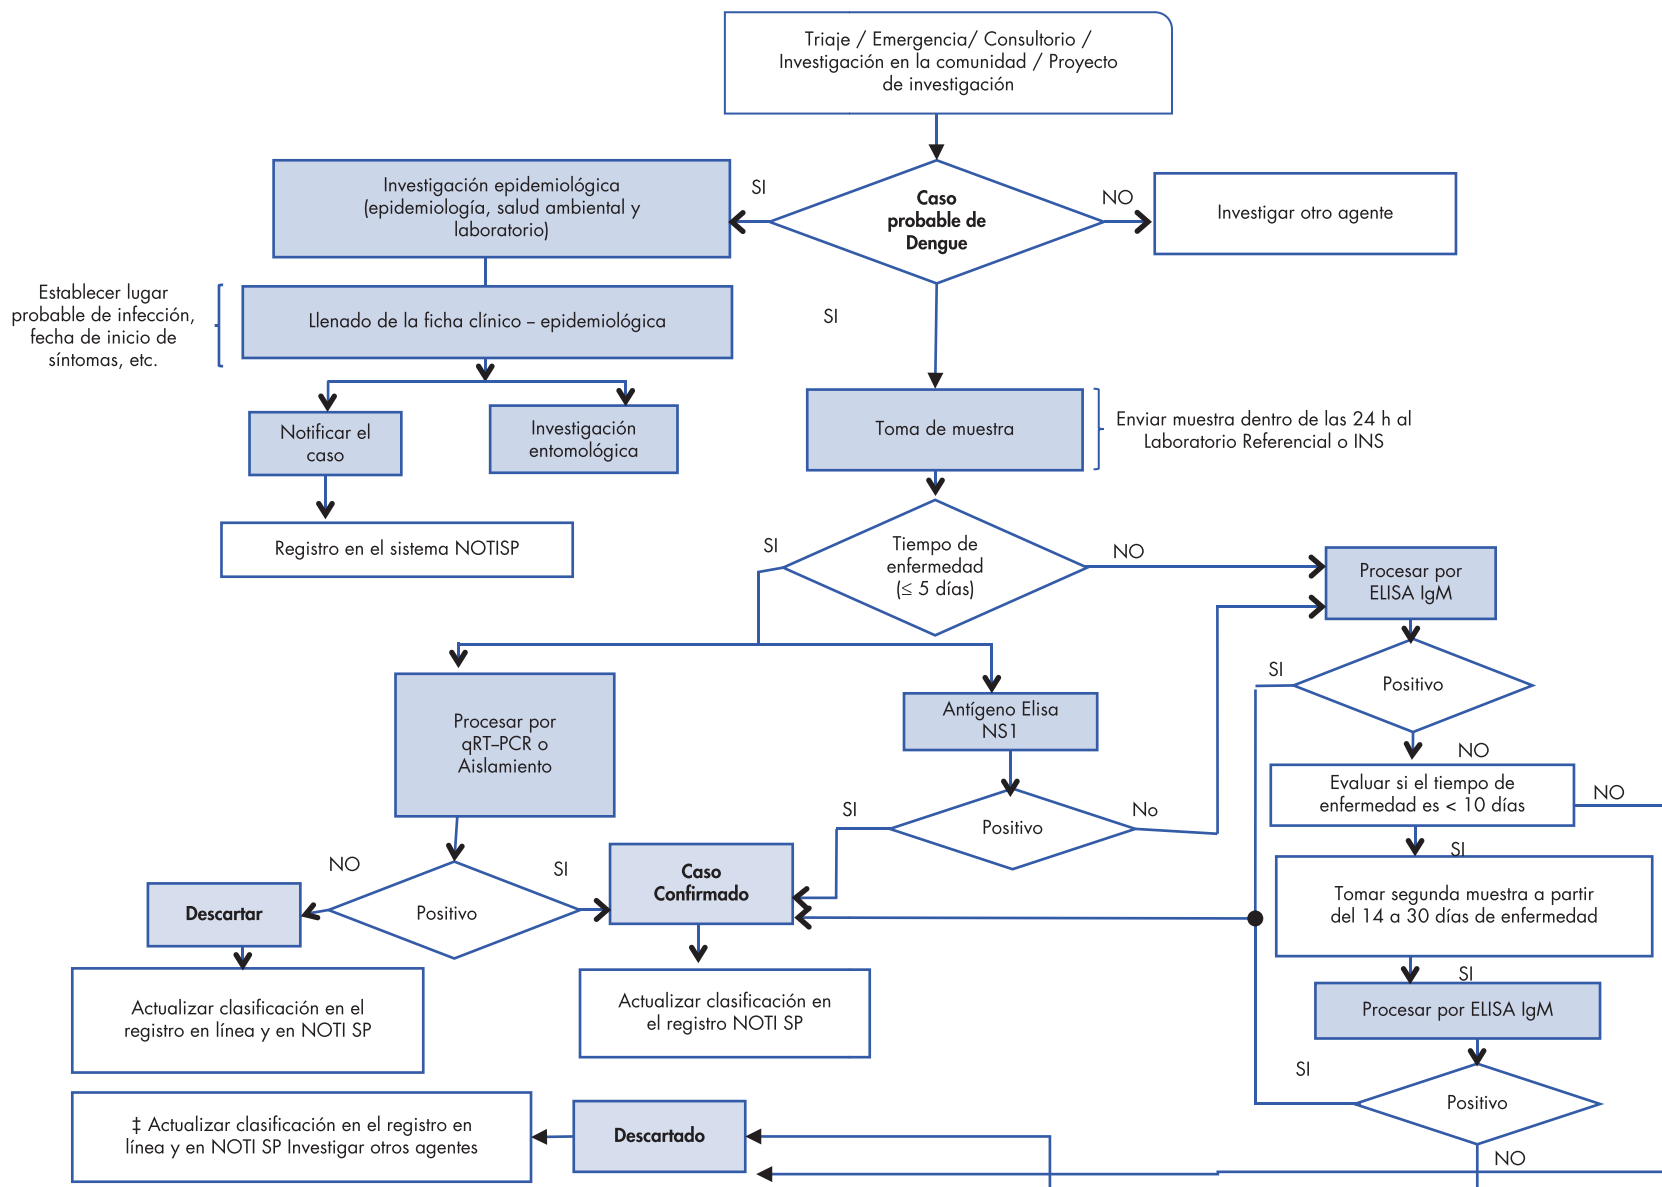 Triaje / Emergencia/ Consultorio /
Investigación en la comunidad / Proyecto
de investigación
SI
NO
Investigación epidemiológica
(epidemiología, salud ambiental y
laboratorio)
Caso
probable de
Dengue
Investigar otro agente
Establecer lugar
probable de infección,
fecha de inicio de
síntomas, etc.
Llenado de la ficha clínico – epidemiológica
SI
Notificar el
caso
Investigación
entomológica
Toma de muestra
Enviar muestra dentro de las 24 h al
Laboratorio Referencial o INS
Registro en el sistema NOTISP
SI
Tiempo de
enfermedad
(≤ 5 días)
NO
Procesar por
ELISA IgM
SI
Positivo
NO
Procesar por
qRT–PCR o
Aislamiento
Antígeno Elisa
NS1
Evaluar si el tiempo de
enfermedad es < 10 días
NO
SI
SI
Positivo
No
NO
Positivo
SI
Caso
Confirmado
Descartar
Tomar segunda muestra a partir
del 14 a 30 días de enfermedad
SI
Actualizar clasificación en el
registro en línea y en NOTI SP
Actualizar clasificación en
el registro NOTI SP
Procesar por ELISA IgM
SI
Positivo
NO
‡ Actualizar clasificación en el registro en
línea y en NOTI SP Investigar otros agentes
Descartado